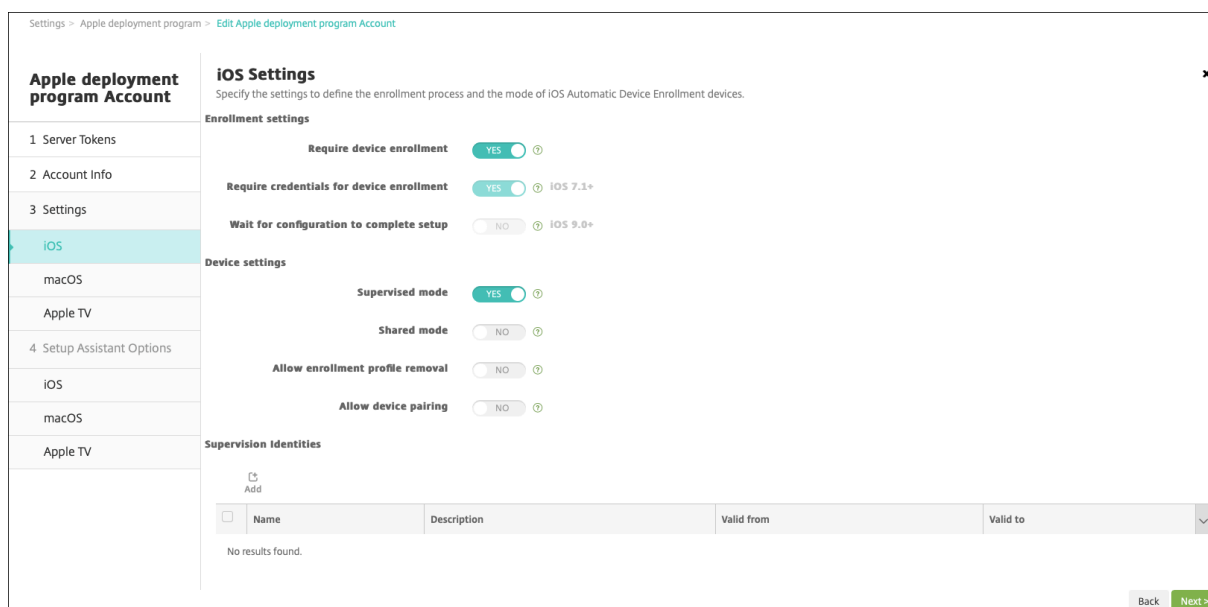 Settings > Apple deployment program > Edit Apple deployment program Account
Apple deployment
program Account
1 Server Tokens
2 Account Info
3 Settings
iOS
macOS
Apple TV
4 Setup Assistant Options
iOS
macOS
Apple TV
iOS Settings
Specify the settings to define the enrollment process and the mode of iOS Automatic Device Enrollment devices.
Enrollment settings
Require device enrollment YES
Require credentials for device enrollment YES iOS 7.1+
Wait for configuration to complete setup NO iOS 9.0+
Device settings
Supervised mode YES
Shared mode NO
Allow enrollment profile removal NO
Allow device pairing NO
Supervision Identities
Add
Name Description Valid from Valid to
No results found.
Back Next >